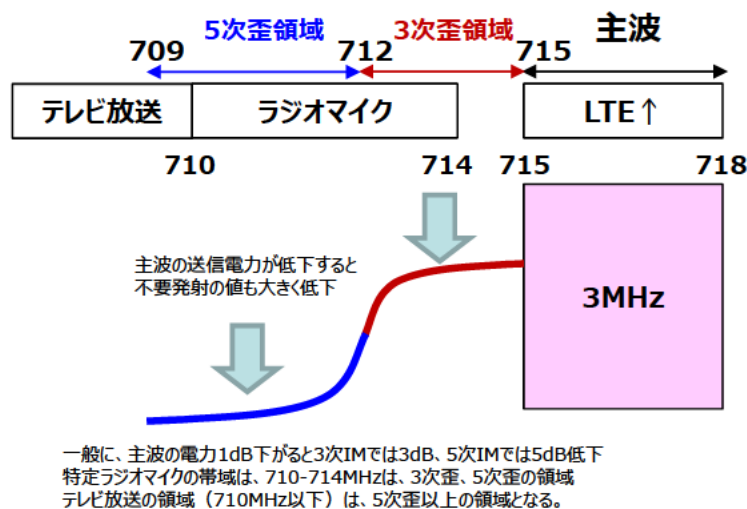 5次歪領域 3次歪領域 主波
709 712 715
テレビ放送 ラジオマイク LTE↑
710 714 715 718
主波の送信電力が低下すると
不要発射の値も大きく低下
3MHz
一般に、主波の電力1dB下がると3次IMでは3dB、5次IMでは5dB低下
特定ラジオマイクの帯域は、710-714MHzは、3次歪、5次歪の領域
テレビ放送の領域（710MHz以下）は、5次歪以上の領域となる。